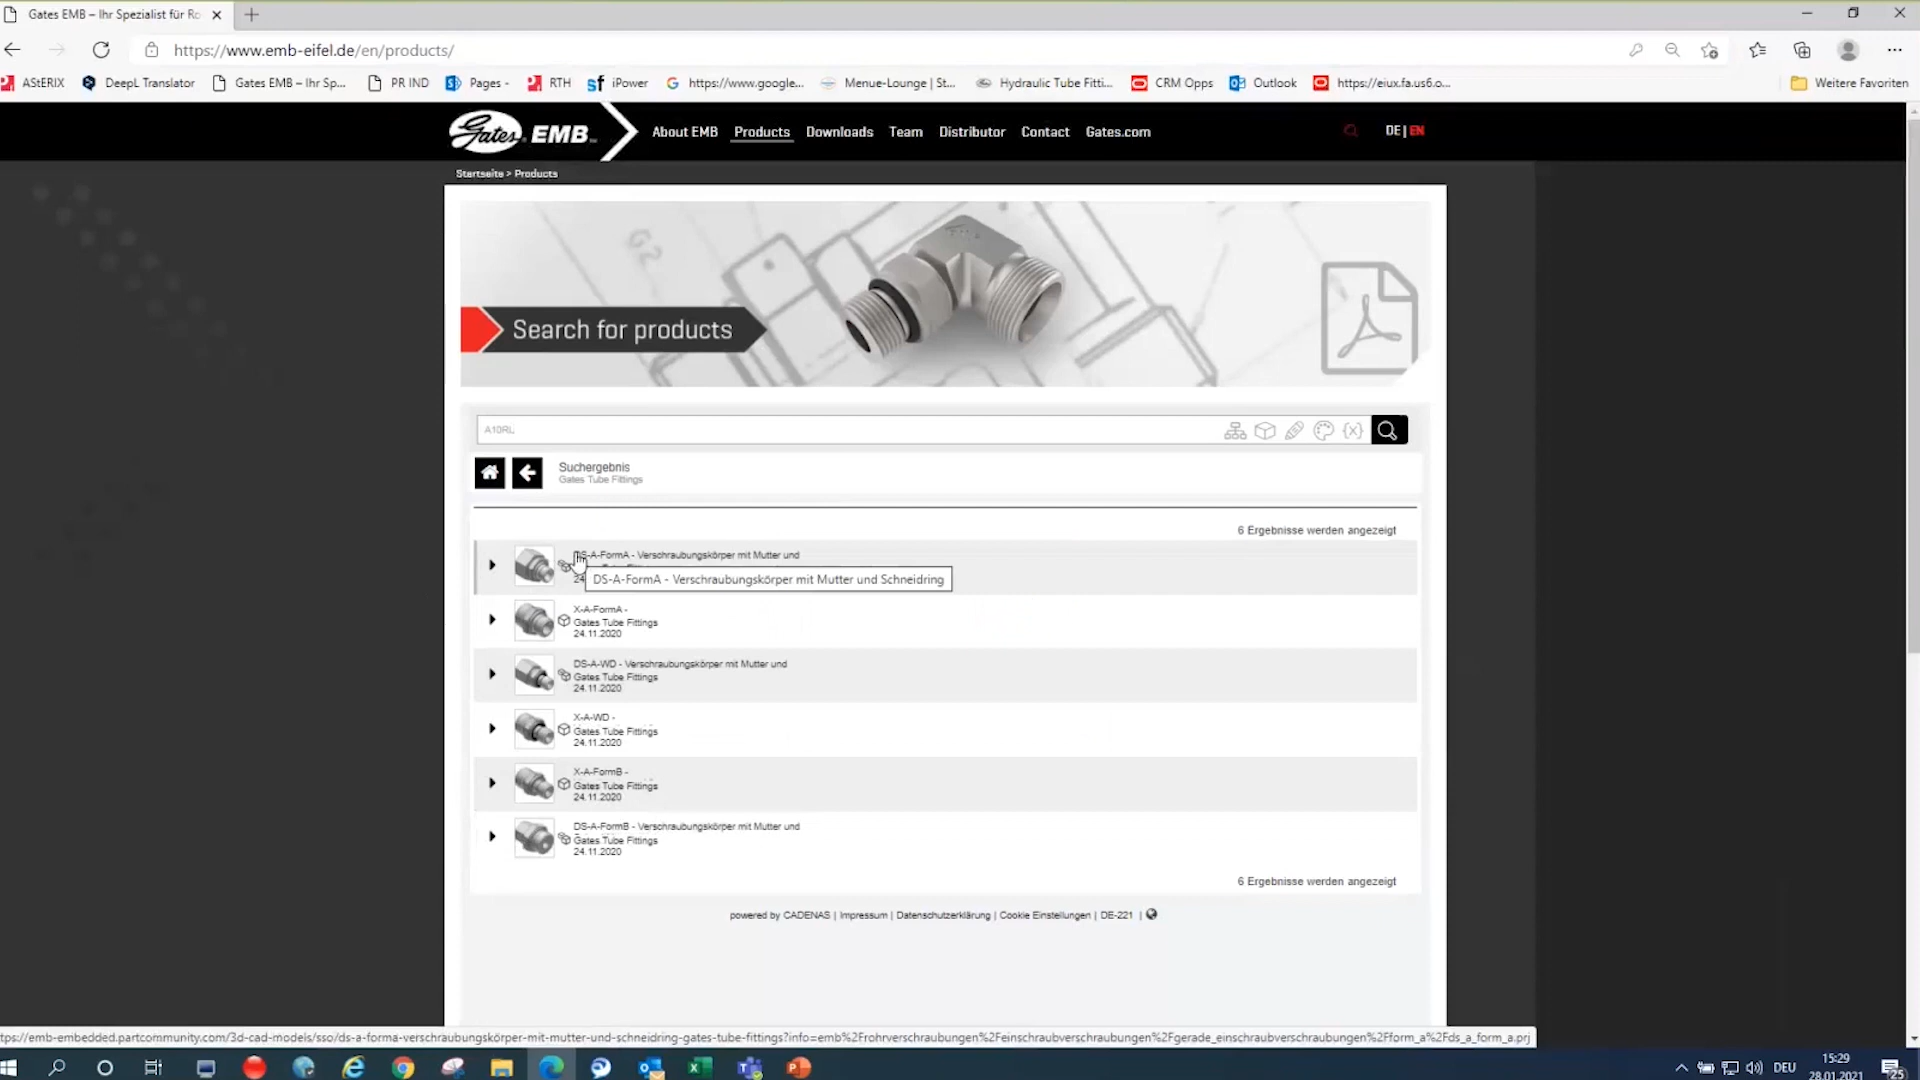 Gates EMB – Ihr Spezialist für Ro
https://www.emb-eifel.de/en/products/
AStERIX
DeepL Translator
Gates EMB – Ihr Sp...
PR IND
Pages -
RTH
iPower
https://www.google...
Menue-Lounge | St...
Hydraulic Tube Fitti...
CRM Opps
Outlook
https://eiux.fa.us6.o...
Weitere Favoriten
Gates EMB
About EMB
Products
Downloads
Team
Distributor
Contact
Gates.com
DE|EN
Startseite > Products
G2
Search for products
A10RL
Suchergebnis
Gates Tube Fittings
6 Ergebnisse werden angezeigt
DS-A-FormA - Verschraubungskörper mit Mutter und
24
DS-A-FormA - Verschraubungskörper mit Mutter und Schneidring
X-A-FormA -
Gates Tube Fittings
24.11.2020
DS-A-WD - Verschraubungskörper mit Mutter und
Gates Tube Fittings
24.11.2020
X-A-WD -
Gates Tube Fittings
24.11.2020
X-A-FormB -
Gates Tube Fittings
24.11.2020
DS-A-FormB - Verschraubungskörper mit Mutter und
Gates Tube Fittings
24.11.2020
6 Ergebnisse werden angezeigt
powered by CADENAS | Impressum | Datenschutzerklärung | Cookie Einstellungen | DE-221 |
tps://emb-embedded.partcommunity.com/3d-cad-models/sso/ds-a-forma-verschraubungskörper-mit-mutter-und-schneidring-gates-tube-fittings?info=emb%2Frohrverschraubungen%2Feinschraubverschraubungen%2Fgerade_einschraubverschraubungen%2Fform_a%2Fds_a_form_a.prj
DEU
15:29
28.01.2021
25